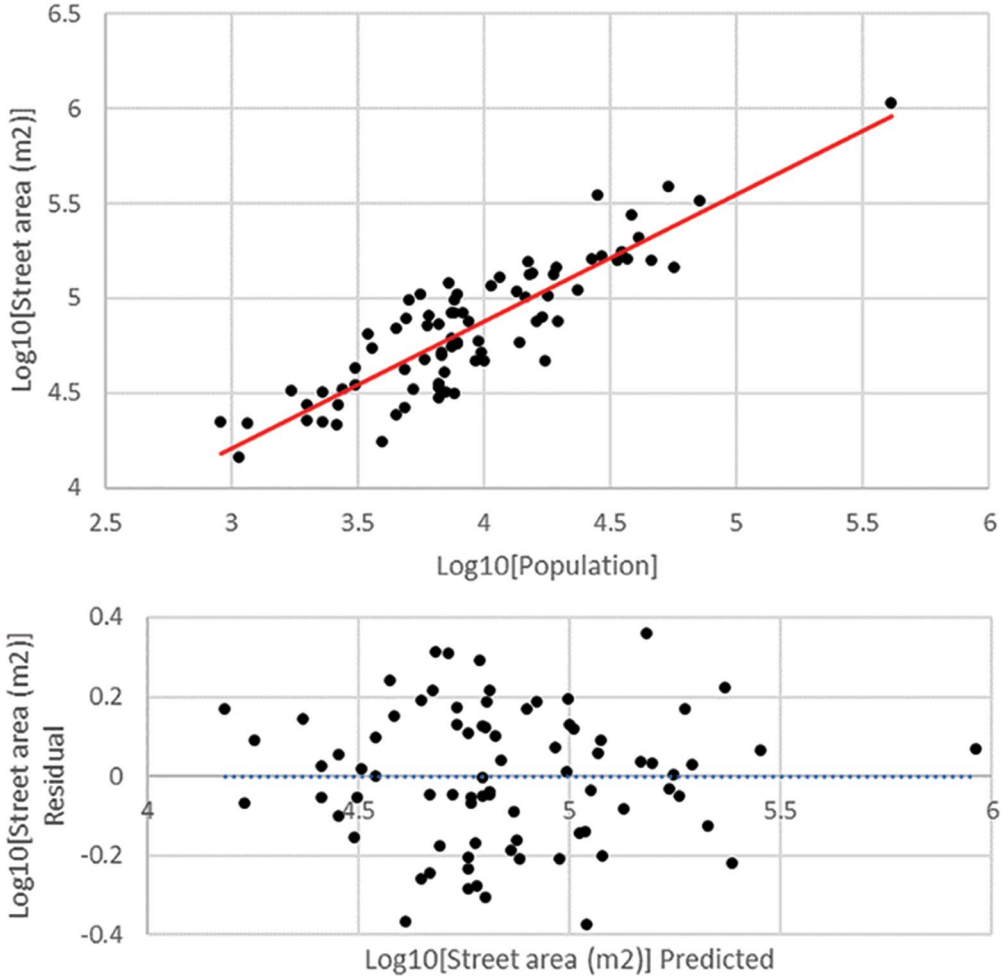 6.5
6
5.5
5
4.5
4
2.5 3 3.5 4 4.5 5 5.5 6
Log10[Street area (m2)]
Log10[Population]
0.4
0.2
0
-0.2
-0.4
4 4.5 5 5.5 6
Log10[Street area (m2)]
Residual
Log10[Street area (m2)] Predicted